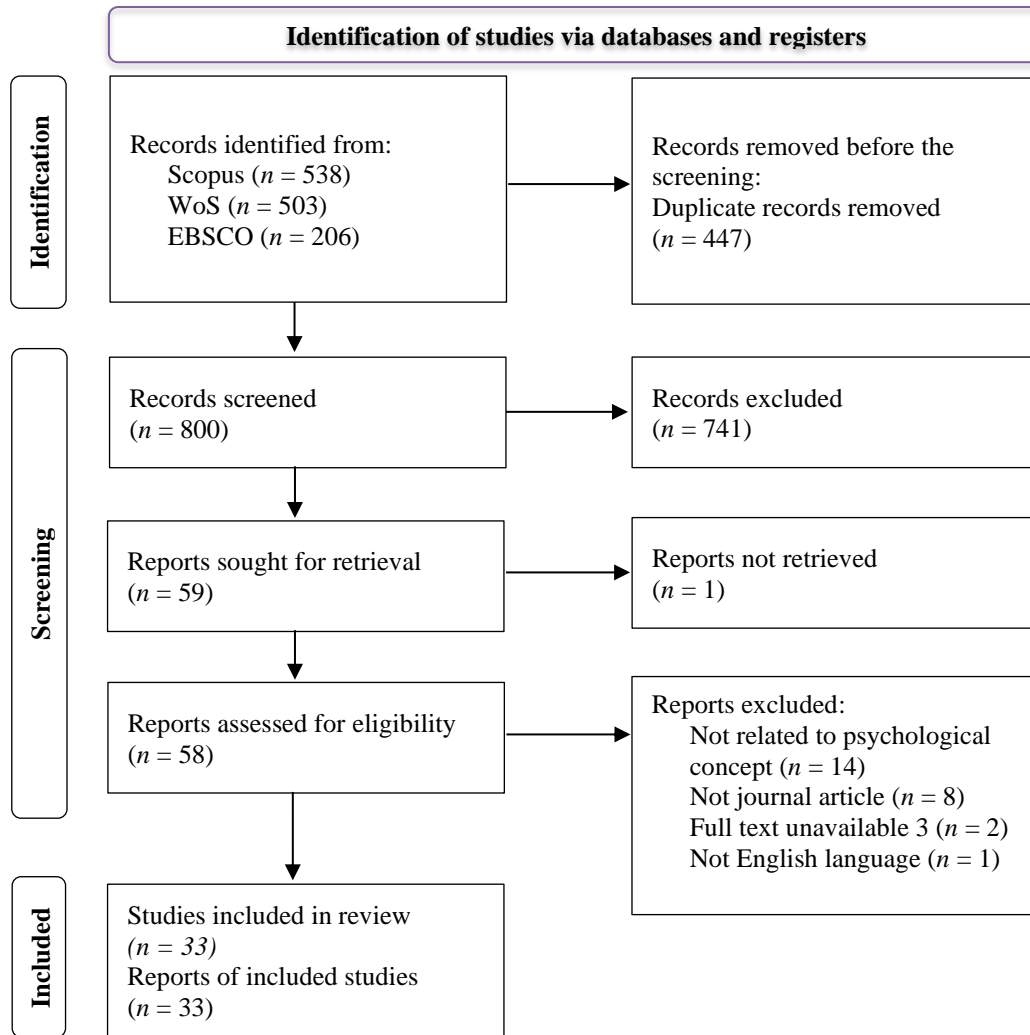 Identification of studies via databases and registers
Identification
Records identified from:
Scopus (n = 538)
WoS (n = 503)
EBSCO (n = 206)
Records removed before the
screening:
Duplicate records removed
(n = 447)
Screening
Records screened
(n = 800)
Records excluded
(n = 741)
Reports sought for retrieval
(n = 59)
Reports not retrieved
(n = 1)
Reports assessed for eligibility
(n = 58)
Reports excluded:
Not related to psychological
concept (n = 14)
Not journal article (n = 8)
Full text unavailable 3 (n = 2)
Not English language (n = 1)
Included
Studies included in review
(n = 33)
Reports of included studies
(n = 33)